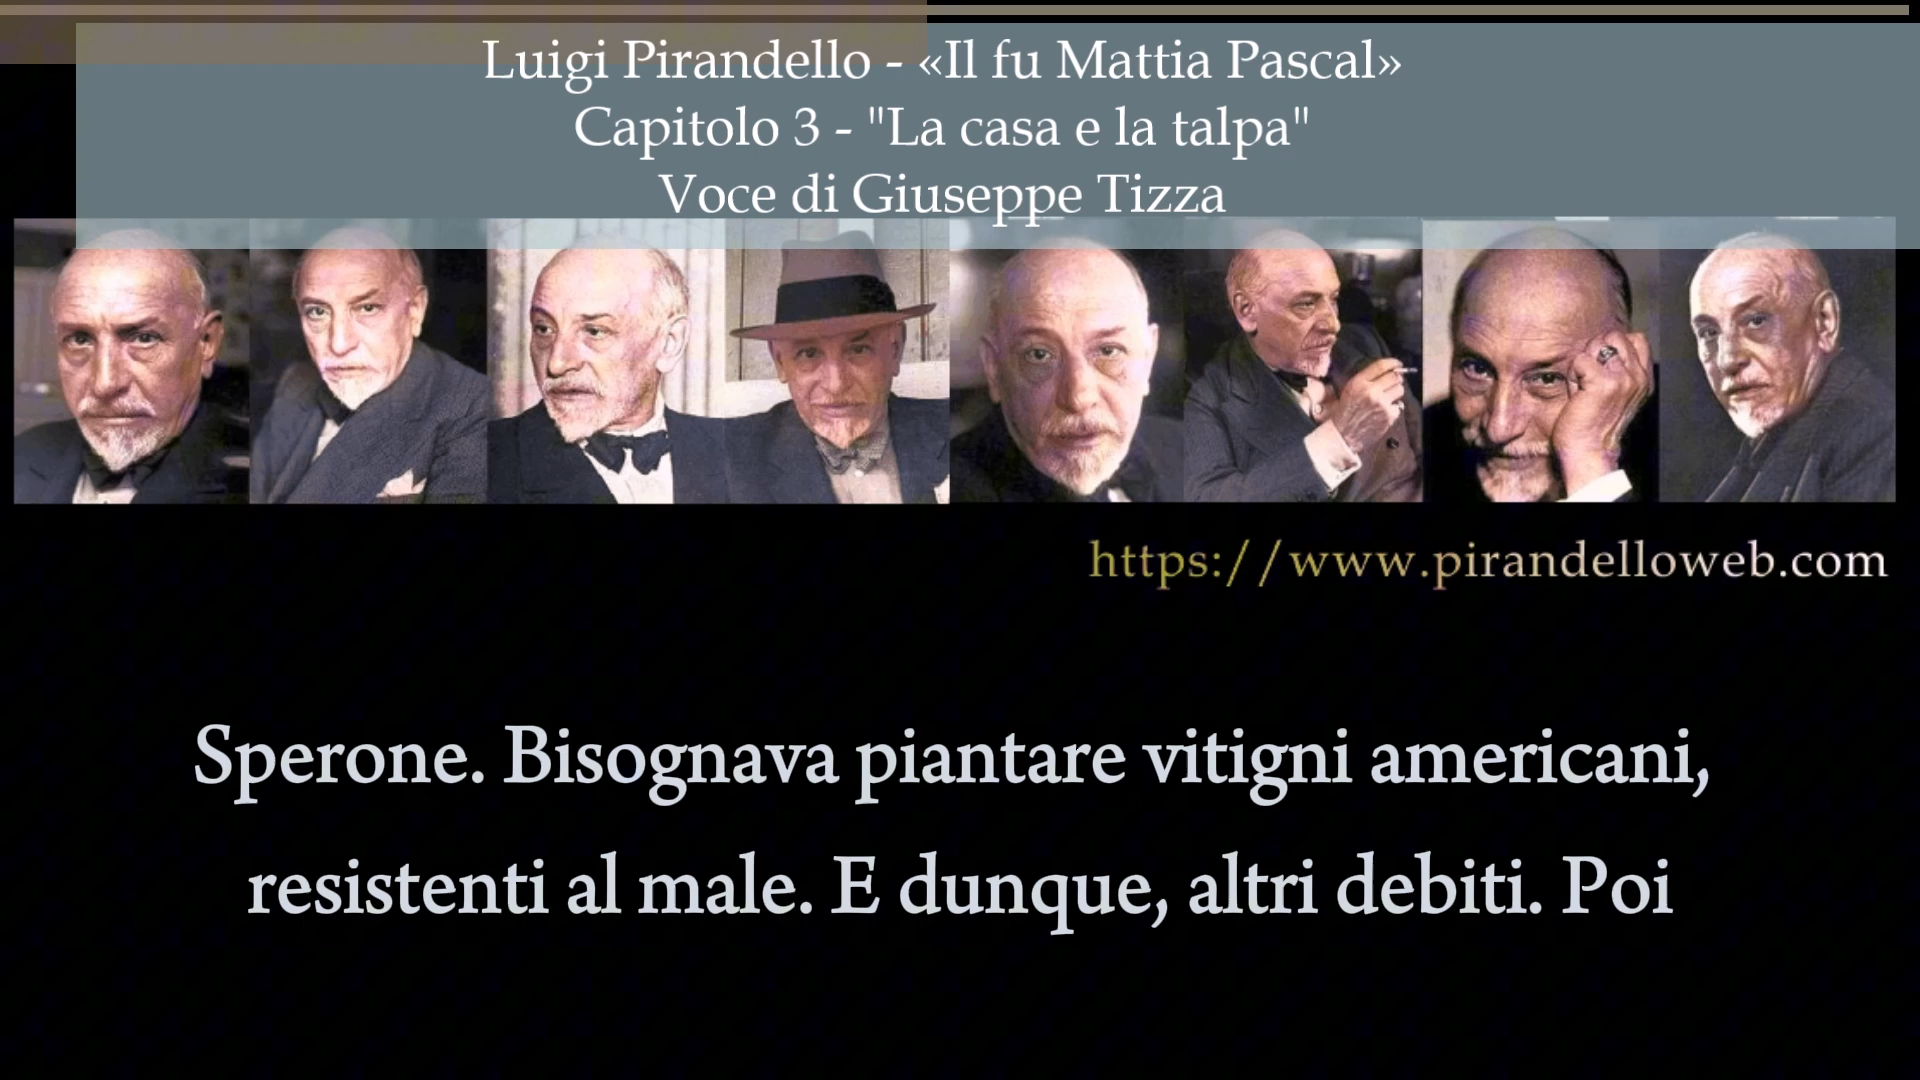 Luigi Pirandello - «Il fu Mattia Pascal»
Capitolo 3 - "La casa e la talpa"
Voce di Giuseppe Tizza
https://www.pirandelloweb.com
Sperone. Bisognava piantare vitigni americani,
resistenti al male. E dunque, altri debiti. Poi